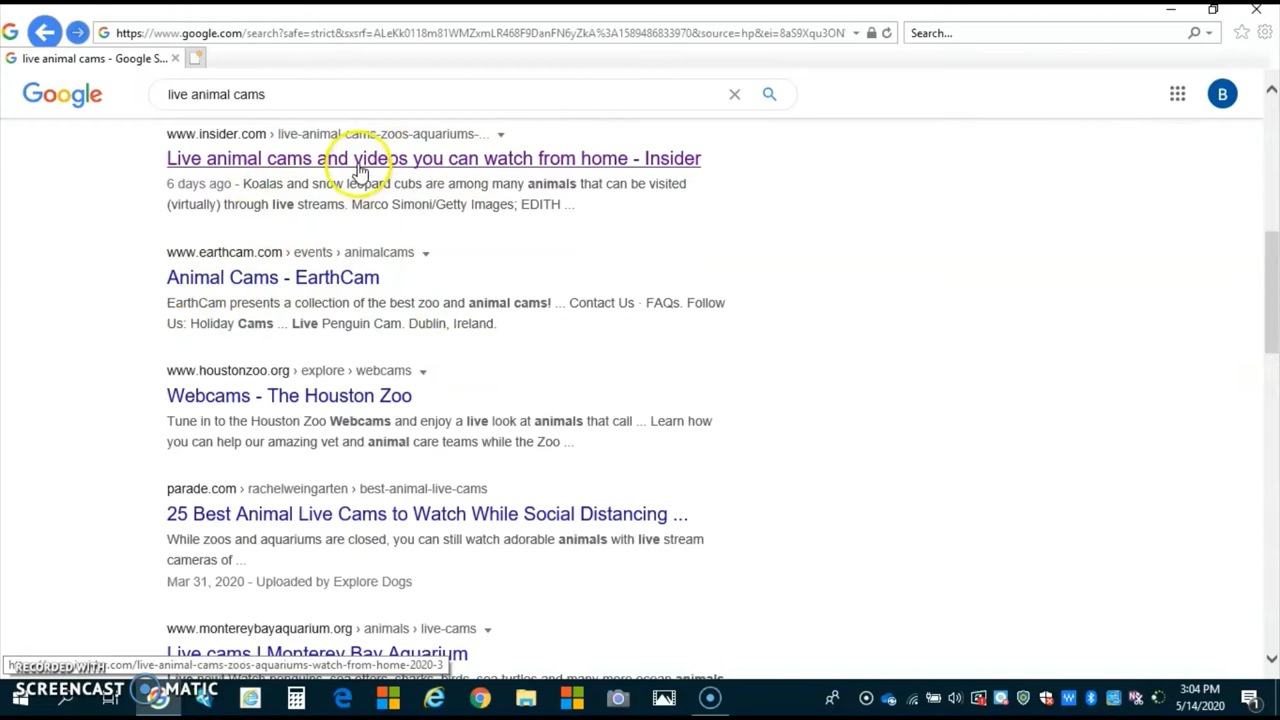 https://www.google.com/search?safe=strict&sxsrf=ALeKk0118m81WMZxmLR468F9DanFN6yZkA%3A1589486833970&source=hp&ei=8aS9Xqu3ON
Search...
live animal cams - Google S...
Google
live animal cams
B
www.insider.com › live-animal-cams-zoos-aquariums-...
Live animal cams and videos you can watch from home - Insider
6 days ago - Koalas and snow leopard cubs are among many animals that can be visited
(virtually) through live streams. Marco Simoni/Getty Images; EDITH ...
www.earthcam.com › events › animalcams
Animal Cams - EarthCam
EarthCam presents a collection of the best zoo and animal cams! ... Contact Us · FAQs. Follow
Us: Holiday Cams ... Live Penguin Cam. Dublin, Ireland.
www.houstonzoo.org › explore › webcams
Webcams - The Houston Zoo
Tune in to the Houston Zoo Webcams and enjoy a live look at animals that call ... Learn how
you can help our amazing vet and animal care teams while the Zoo ...
parade.com › rachelweingarten › best-animal-live-cams
25 Best Animal Live Cams to Watch While Social Distancing ...
While zoos and aquariums are closed, you can still watch adorable animals with live stream
cameras of ...
Mar 31, 2020 - Uploaded by Explore Dogs
www.montereybayaquarium.org › animals › live-cams
Live cams | Monterey Bay Aquarium
.com/live-animal-cams-zoos-aquariums-watch-from-home-2020-3
RECORDED WITH
SCREENCAST MATIC
3:04 PM
5/14/2020